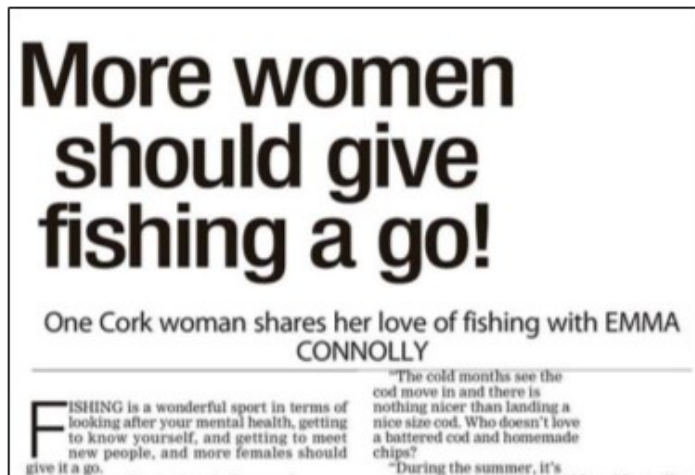 More women
should give
fishing a go!
One Cork woman shares her love of fishing with EMMA
CONNOLLY
FISHING is a wonderful sport in terms of
looking after your mental health, getting
to know yourself, and getting to meet
new people, and more females should
give it a go.
"The cold months see the
cod move in and there is
nothing nicer than landing a
nice size cod. Who doesn't love
a battered cod and homemade
chips?
"During the summer, it's